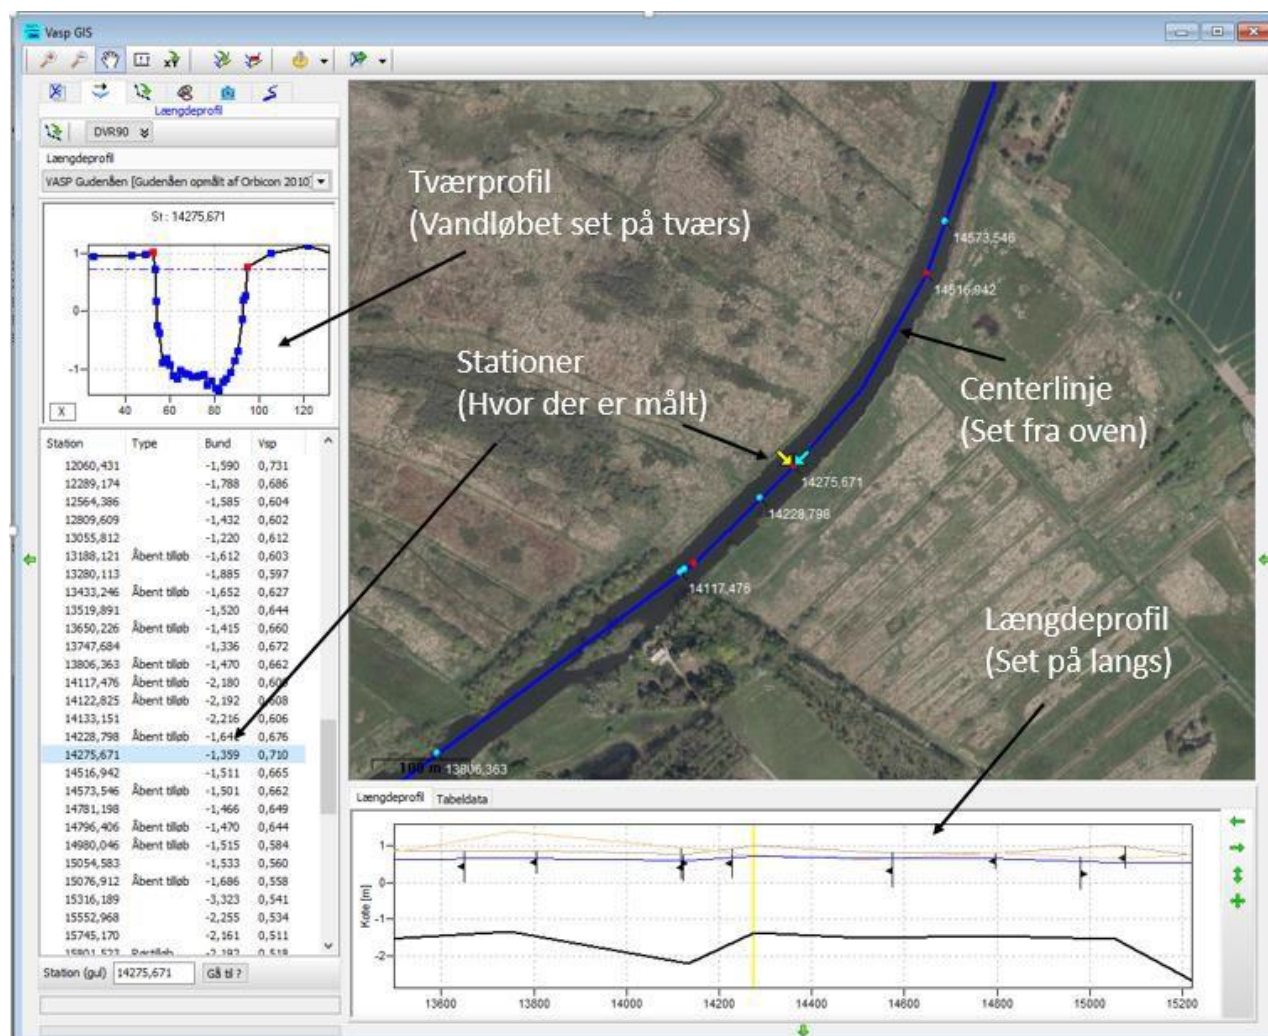 Vasp GIS
Længdeprofil
DVR90
Længdeprofil
VASP Gudenåen [Gudenåen opmålt af Orbicon 2010]
St: 14275,671
1
0
-1
X
40 60 80 100 120
Station Type Bund Vsp
12060,431 -1,590 0,731
12289,174 -1,788 0,686
12564,386 -1,585 0,604
12809,609 -1,432 0,602
13055,812 -1,220 0,612
13188,121 Åbent tilløb -1,612 0,603
13280,113 -1,885 0,597
13433,246 Åbent tilløb -1,652 0,627
13519,891 -1,520 0,644
13650,226 Åbent tilløb -1,415 0,660
13747,684 -1,336 0,672
13806,363 Åbent tilløb -1,470 0,662
14117,476 Åbent tilløb -2,180
14122,825 Åbent tilløb -2,192 0,608
14133,151 -2,216 0,606
14228,798 Åbent tilløb 0,676
14275,671 -1,359 0,710
14516,942 -1,511 0,665
14573,546 Åbent tilløb -1,501 0,662
14781,198 -1,466 0,649
14796,406 Åbent tilløb -1,470 0,644
14980,046 Åbent tilløb -1,515 0,584
15054,583 -1,533 0,560
15076,912 Åbent tilløb -1,686 0,558
15316,189 -3,323 0,541
15552,968 -2,255 0,534
15745,170 -2,161 0,511
Station (gul) 14275,671 Gå til ?
Tværprofil
(Vandløbet set på tværs)
14573,546
14516,942
Stationer
(Hvor der er målt)
Centerlinje
(Set fra oven)
14275,671
14228,798
14117,476
Længdeprofil
(Set på langs)
100 m 13806,363
Længdeprofil Tabeldata
Kote [m]
1
0
-1
-2
13600 13800 14000 14200 14400 14600 14800 15000 15200